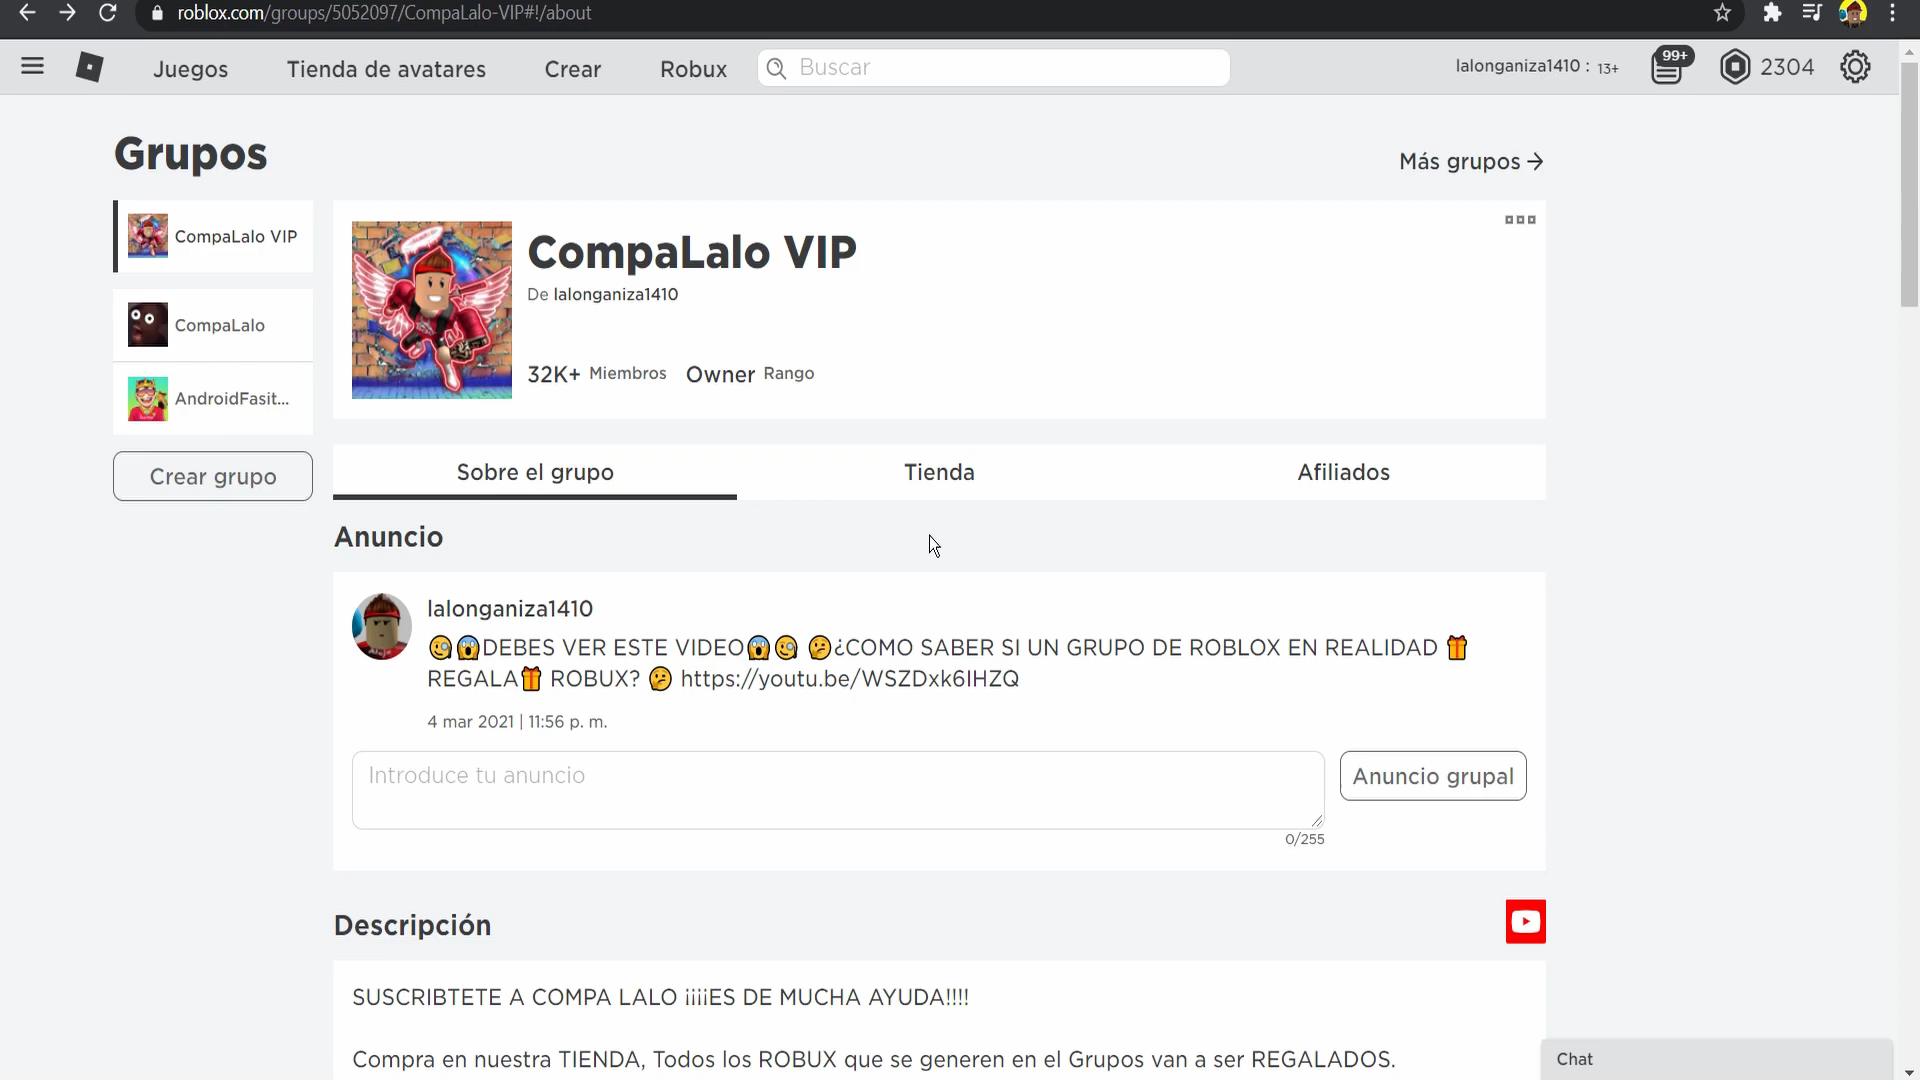 roblox.com/groups/5052097/CompaLalo-VIP#!/about
Juegos
Tienda de avatares
Crear
Robux
Buscar
lalonganiza1410 : 13+
99+
2304
Grupos
Más grupos →
CompaLalo VIP
CompaLalo
AndroidFasit...
Crear grupo
CompaLalo VIP
De lalonganiza1410
32K+ Miembros Owner Rango
Sobre el grupo
Tienda
Afiliados
Anuncio
lalonganiza1410
🧐😱DEBES VER ESTE VIDEO😱🧐 🤔¿COMO SABER SI UN GRUPO DE ROBLOX EN REALIDAD 🎁
REGALA🎁 ROBUX? 🤔 https://youtu.be/WSZDxk6IHZQ
4 mar 2021 | 11:56 p. m.
Introduce tu anuncio
Anuncio grupal
0/255
Descripción
SUSCRIBTETE A COMPA LALO ¡¡¡¡ES DE MUCHA AYUDA!!!!
Compra en nuestra TIENDA, Todos los ROBUX que se generen en el Grupos van a ser REGALADOS.
Chat